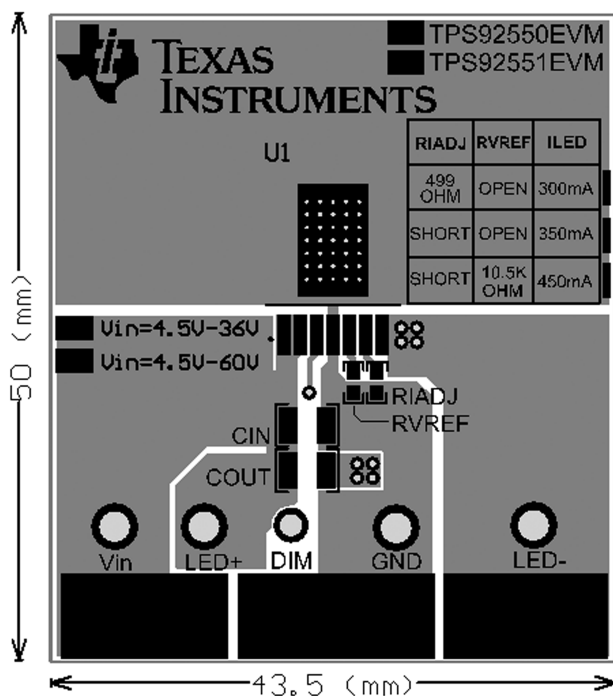 TPS92550EVM
TPS92551EVM
TEXAS
INSTRUMENTS
U1
RIADJ RVREF ILED
499 OHM OPEN 300mA
SHORT OPEN 350mA
SHORT 10.5K OHM 450mA
Vin=4.5V-36V
Vin=4.5V-60V
RIADJ
RVREF
CIN
COUT
Vin LED+ DIM GND LED-
50 (mm)
43.5 (mm)